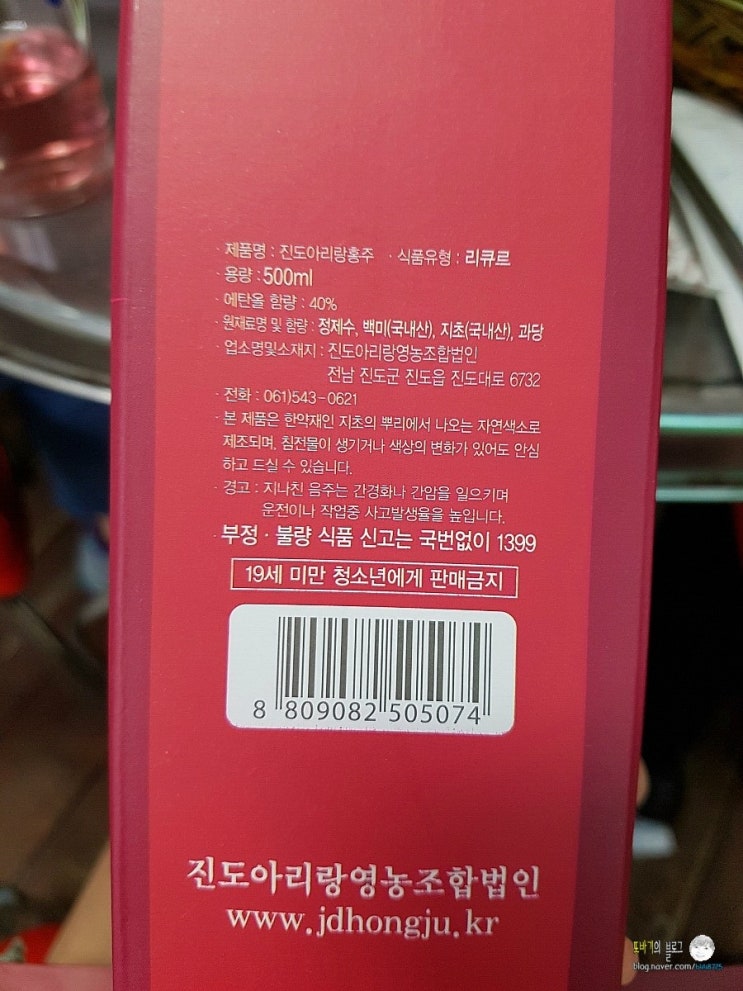 · 제품명 : 진도아리랑홍주 · 식품유형 : 리큐르
· 용량 : 500ml
· 에탄올 함량 : 40%
· 원재료명 및 함량 : 정제수, 백미(국내산), 지초(국내산), 과당
· 업소명및소재지 : 진도아리랑영농조합법인
전남 진도군 진도읍 진도대로 6732
· 전화 : 061)543-0621
· 본 제품은 한약재인 지초의 뿌리에서 나오는 자연색소로
제조되며, 침전물이 생기거나 색상의 변화가 있어도 안심
하고 드실 수 있습니다.
· 경고 : 지나친 음주는 간경화나 간암을 일으키며
운전이나 작업중 사고발생율을 높입니다.
부정 · 불량 식품 신고는 국번없이 1399
19세 미만 청소년에게 판매금지
8 809082 505074
진도아리랑영농조합법인
www.jdhongju.kr
또바기의 블로그